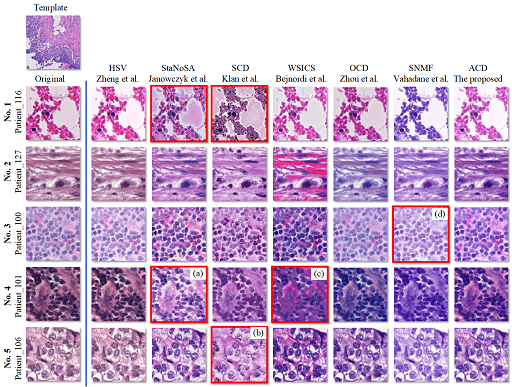 Template
HSV StaNoSA SCD WSICS OCD SNMF ACD
Original Zheng et al. Janowczyk et al. Klan et al. Bejnordi et al. Zhou et al. Vahadane et al. The proposed
No. 1
Patient_116
No. 2
Patient_127
No. 3
Patient_100
(d)
No. 4
Patient_101
(a)
(c)
No. 5
Patient_106
(b)